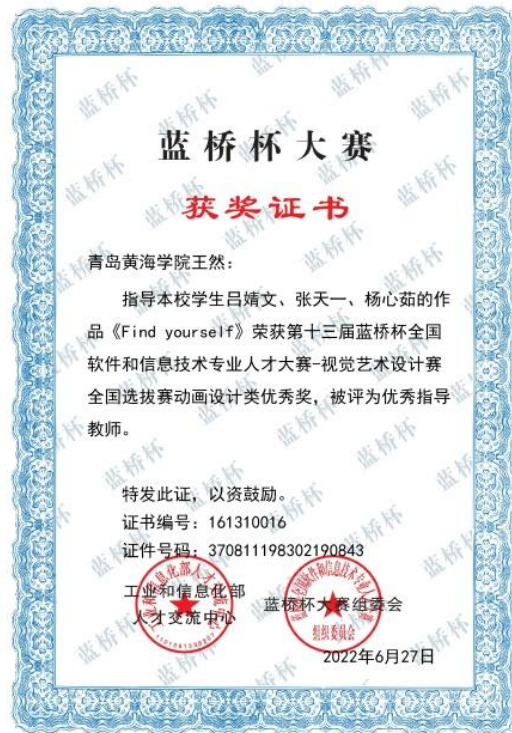 蓝桥杯大赛
获奖证书
青岛黄海学院王然：
指导本校学生吕婧文、张天一、杨心茹的作
品《Find yourself》荣获第十三届蓝桥杯全国
软件和信息技术专业人才大赛-视觉艺术设计赛
全国选拔赛动画设计类优秀奖，被评为优秀指导
教师。
特发此证，以资鼓励。
证书编号：161310016
证件号码：370811198302190843
工业和信息化部
人才交流中心
蓝桥杯大赛组委会
组织委员会
2022年6月27日